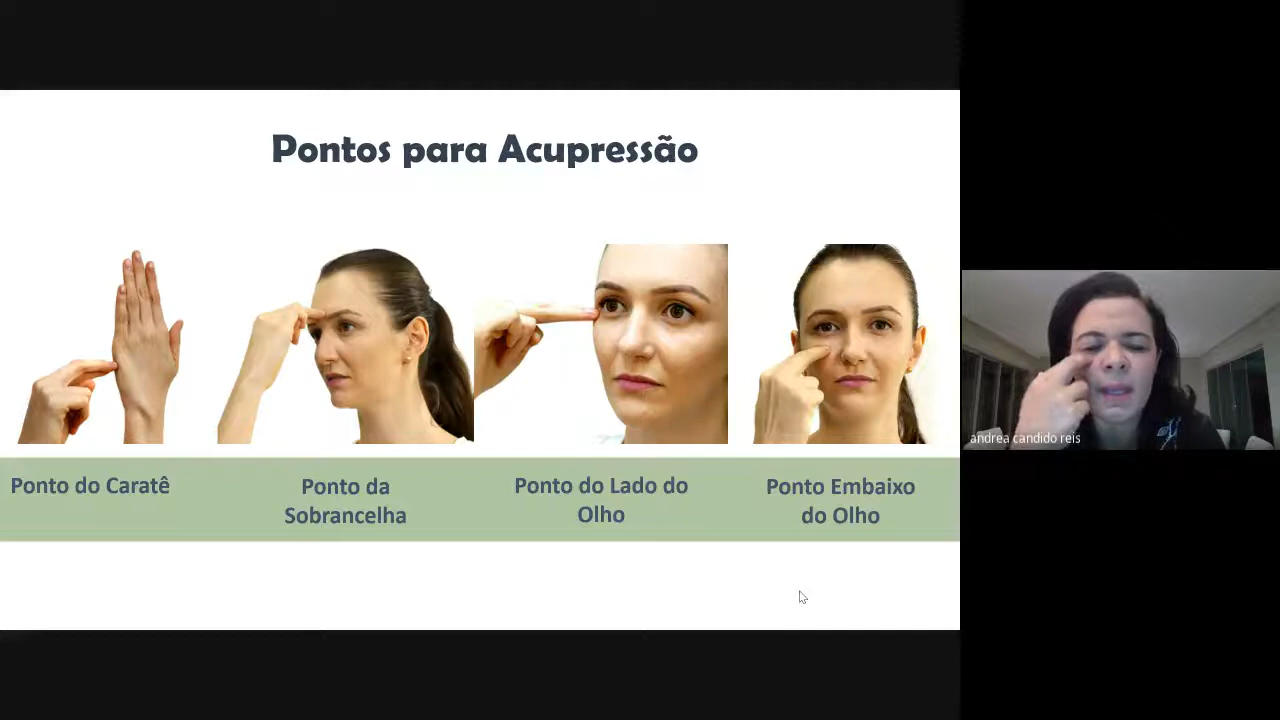 Pontos para Acupressão
Ponto do Caratê
Ponto da
Sobrancelha
Ponto do Lado do
Olho
Ponto Embaixo
do Olho
andrea candido reis